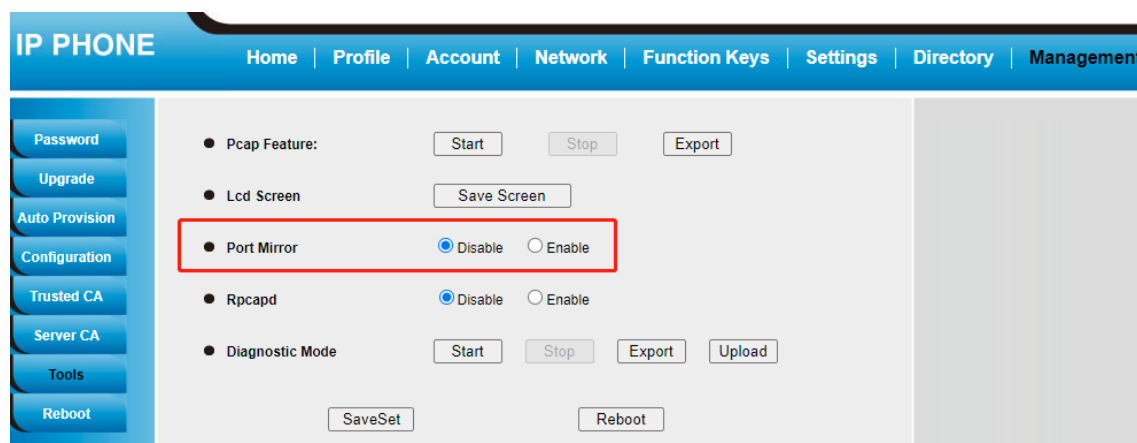 IP PHONE
Home | Profile | Account | Network | Function Keys | Settings | Directory | Management
Password
Upgrade
Auto Provision
Configuration
Trusted CA
Server CA
Tools
Reboot
Pcap Feature: Start Stop Export
Lcd Screen Save Screen
Port Mirror Disable Enable
Rpcapd Disable Enable
Diagnostic Mode Start Stop Export Upload
SaveSet Reboot